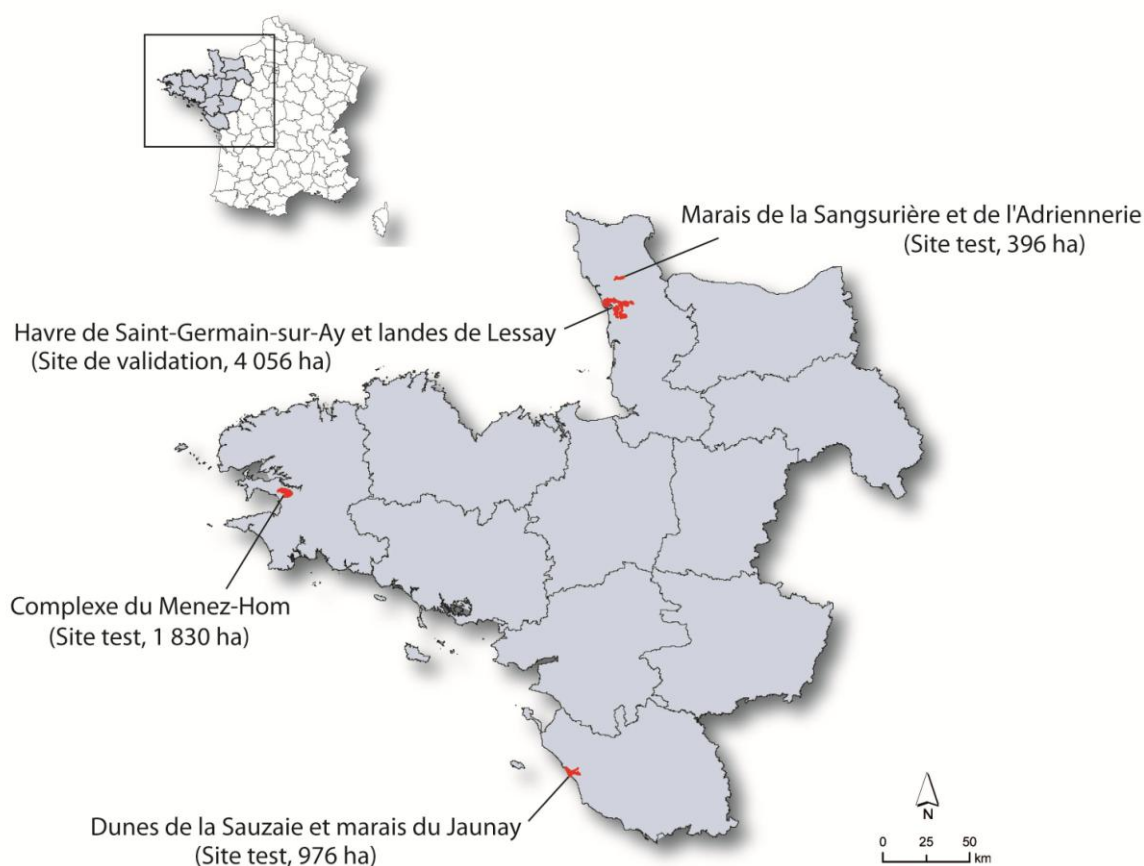 Marais de la Sangsurière et de l'Adriennerie
(Site test, 396 ha)
Havre de Saint-Germain-sur-Ay et landes de Lessay
(Site de validation, 4 056 ha)
Complexe du Menez-Hom
(Site test, 1 830 ha)
Dunes de la Sauzaie et marais du Jaunay
(Site test, 976 ha)
N
0 25 50
km